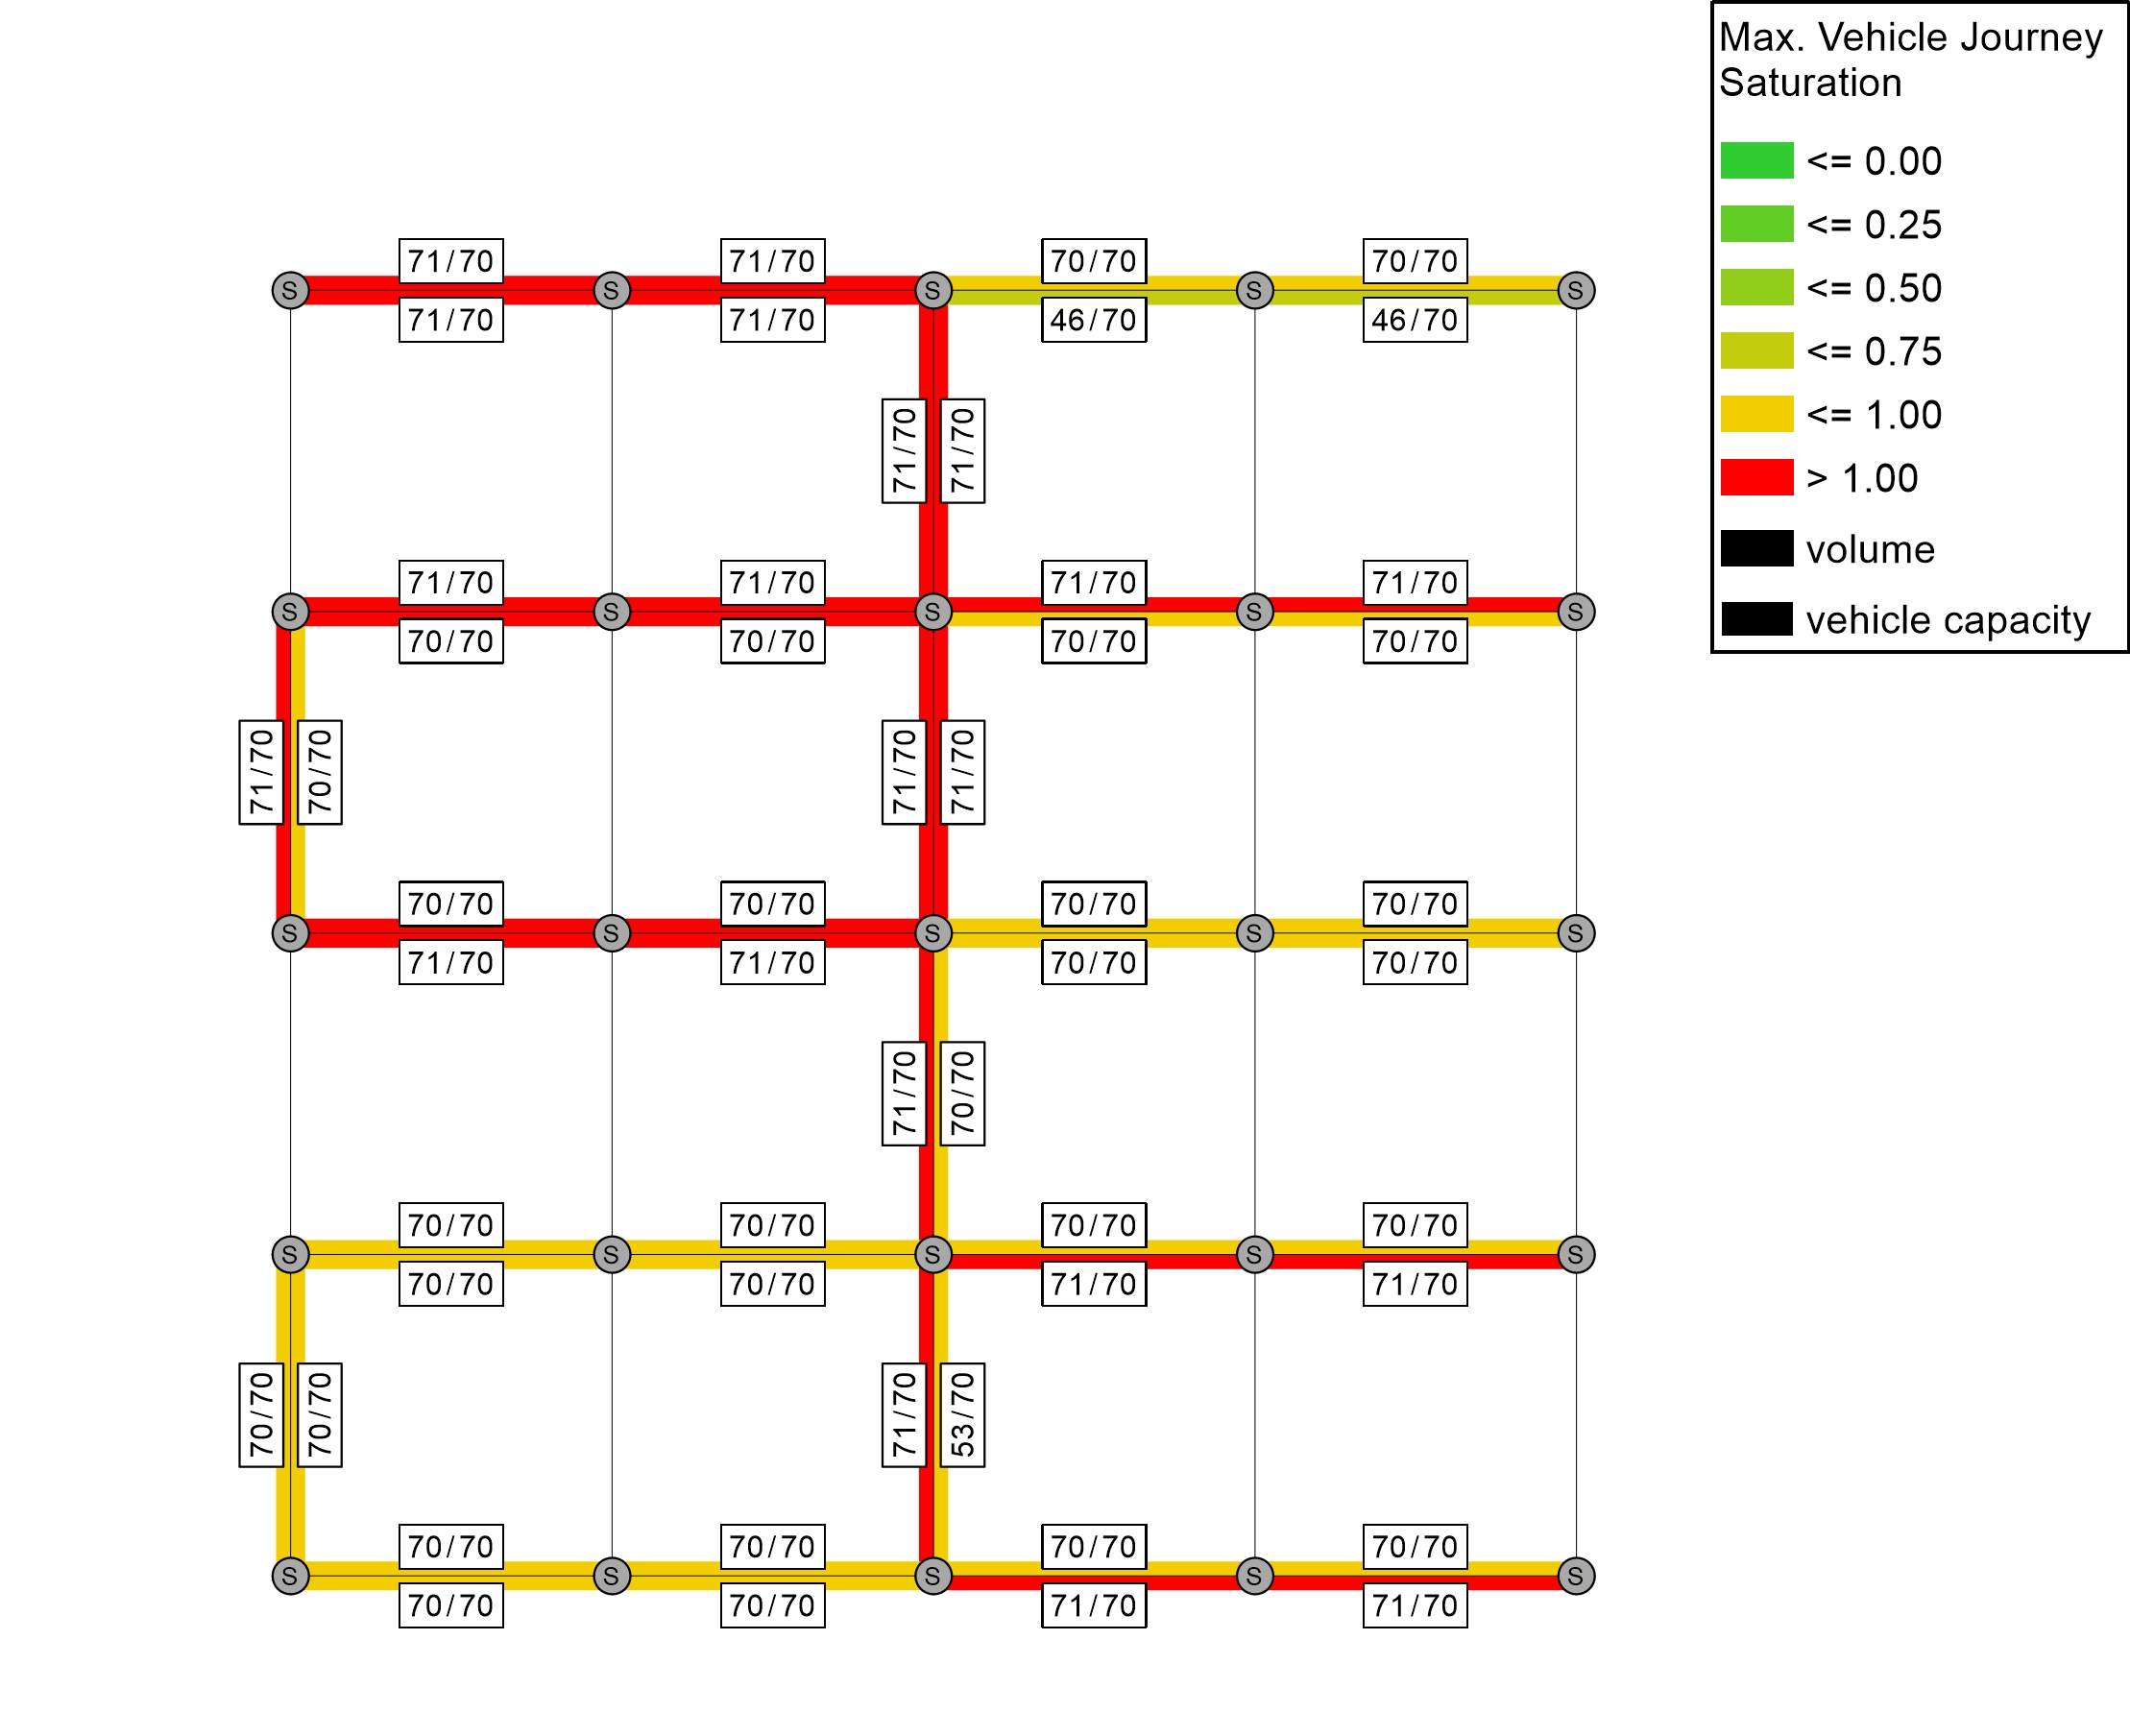 Max. Vehicle Journey
Saturation
<= 0.00
<= 0.25
<= 0.50
<= 0.75
<= 1.00
> 1.00
volume
vehicle capacity
71/70 71/70 70/70 70/70
S S S S S
71/70 71/70 46/70 46/70
71/70 71/70
71/70 71/70 71/70 71/70
S S S S S
70/70 70/70 70/70 70/70
71/70 70/70 71/70 71/70
70/70 70/70 70/70 70/70
S S S S S
71/70 71/70 70/70 70/70
71/70 70/70
70/70 70/70 70/70 70/70
S S S S S
70/70 70/70 71/70 71/70
70/70 70/70 71/70 53/70
70/70 70/70 70/70 70/70
S S S S S
70/70 70/70 71/70 71/70